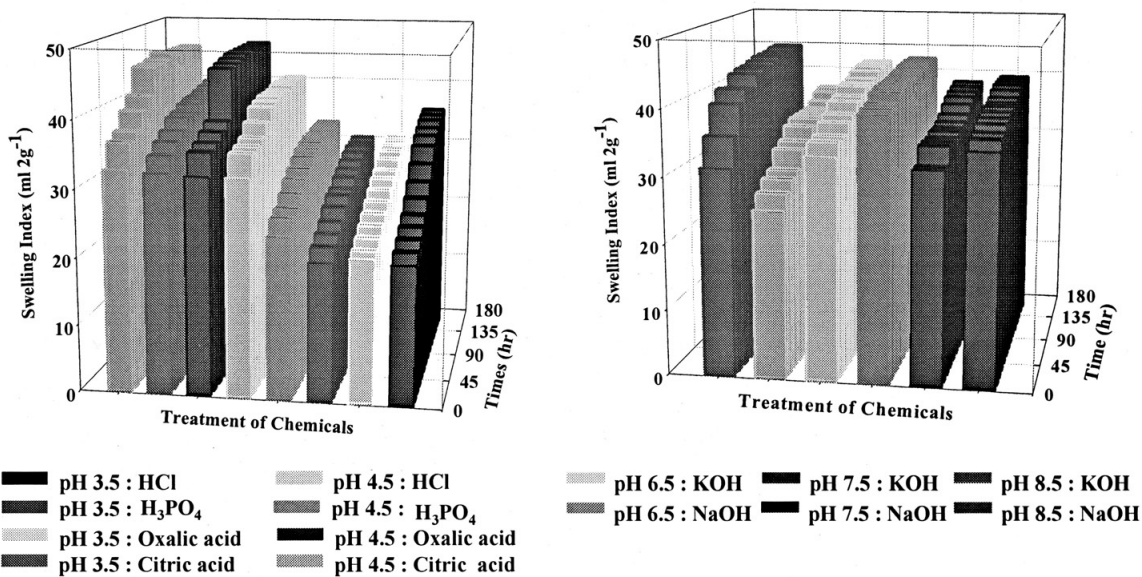 50
40
30
20
10
0
Swelling Index (ml 2g⁻¹)
180
135
90
45
0
Times (hr)
Treatment of Chemicals
pH 3.5 : HCl
pH 4.5 : HCl
pH 3.5 : H₃PO₄
pH 4.5 : H₃PO₄
pH 3.5 : Oxalic acid
pH 4.5 : Oxalic acid
pH 3.5 : Citric acid
pH 4.5 : Citric acid
50
40
30
20
10
0
Swelling Index (ml 2g⁻¹)
180
135
90
45
0
Time (hr)
Treatment of Chemicals
pH 6.5 : KOH
pH 7.5 : KOH
pH 8.5 : KOH
pH 6.5 : NaOH
pH 7.5 : NaOH
pH 8.5 : NaOH